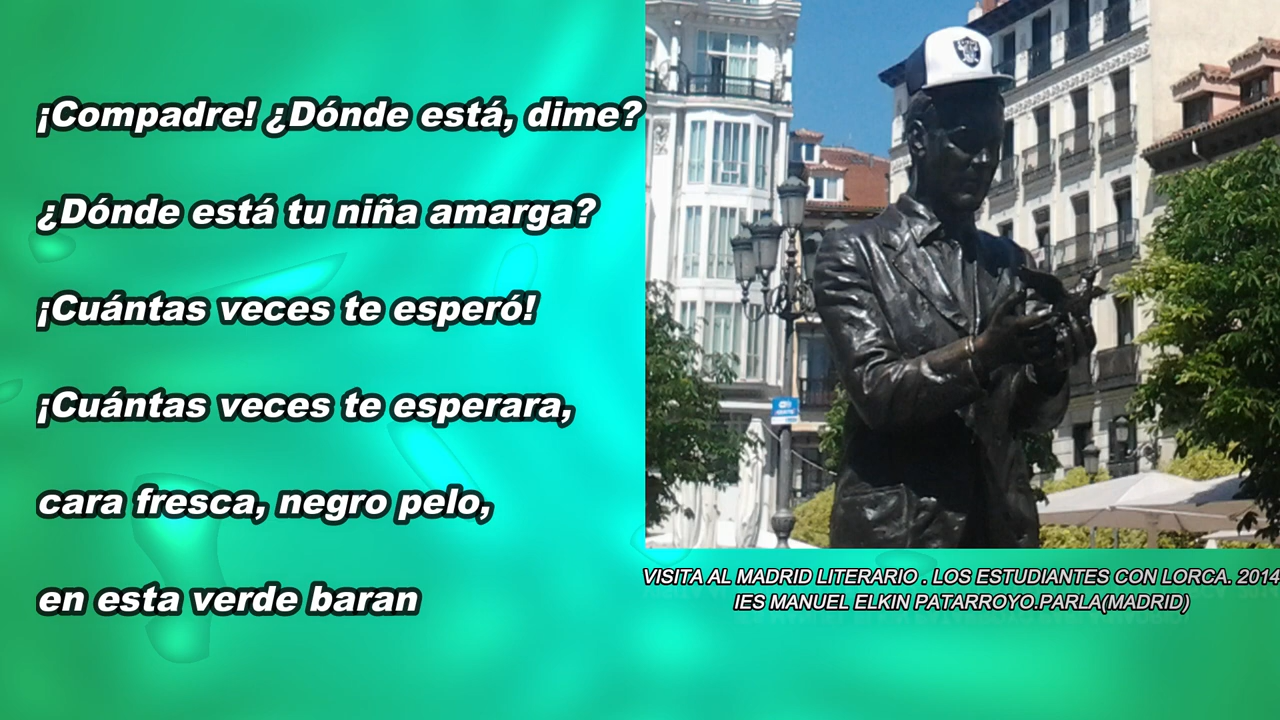 ¡Compadre! ¿Dónde está, dime?
¿Dónde está tu niña amarga?
¡Cuántas veces te esperó!
¡Cuántas veces te esperara,
cara fresca, negro pelo,
en esta verde baran
VISITA AL MADRID LITERARIO . LOS ESTUDIANTES CON LORCA. 2014
IES MANUEL ELKIN PATARROYO.PARLA(MADRID)